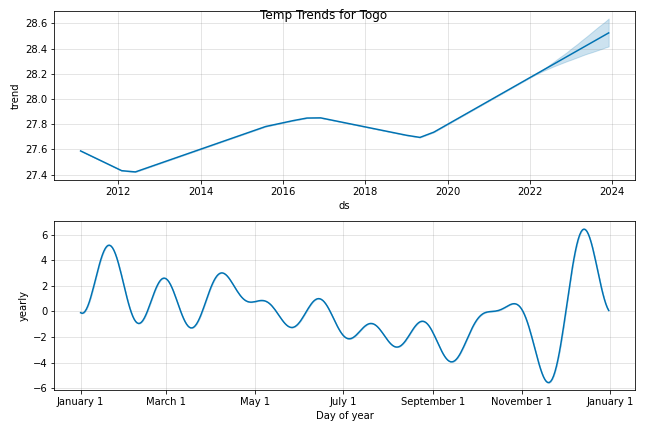 Temp Trends for Togo
28.6
28.4
28.2
28.0
27.8
27.6
27.4
trend
2012 2014 2016 2018 2020 2022 2024
ds
6
4
2
0
−2
−4
−6
yearly
January 1 March 1 May 1 July 1 September 1 November 1 January 1
Day of year